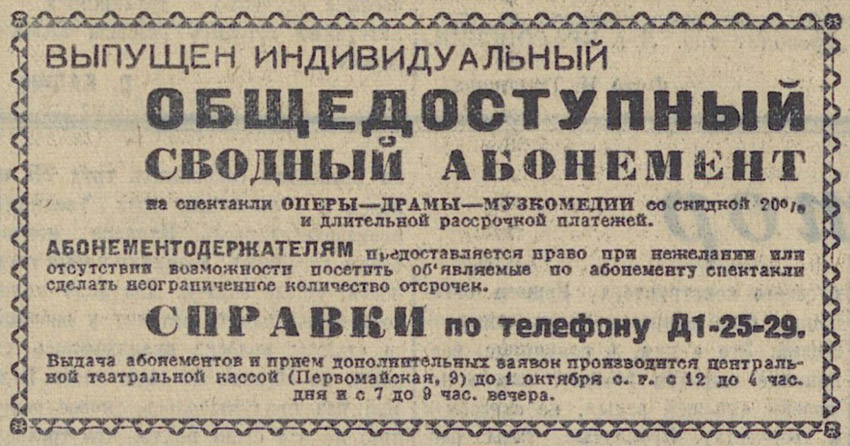 ВЫПУЩЕН ИНДИВИДУАЛЬНЫЙ
ОБЩЕДОСТУПНЫЙ
СВОДНЫЙ АБОНЕМЕНТ
на спектакли ОПЕРЫ—ДРАМЫ—МУЗКОМЕДИИ со скидкой 20%
и длительной рассрочкой платежей.
АБОНЕМЕНТОДЕРЖАТЕЛЯМ предоставляется право при нежелании или
отсутствии возможности посетить об'являемые по абонементу спектакли
сделать неограниченное количество отсрочек.
СПРАВКИ по телефону Д1-25-29.
Выдача абонементов и прием дополнительных заявок производится централь-
ной театральной кассой (Первомайская, 9) до 1 октября с. г. с 12 до 4 час.
дня и с 7 до 9 час. вечера.